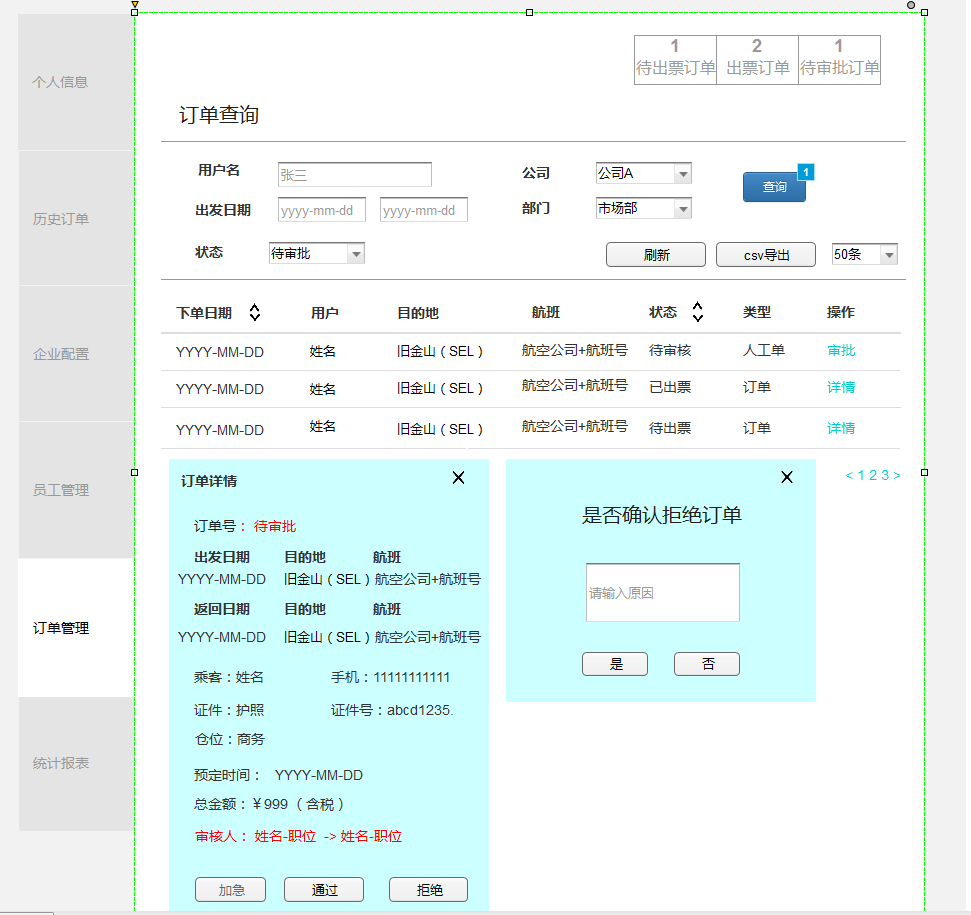 个人信息
历史订单
企业配置
员工管理
订单管理
统计报表
1 2 1
待出票订单 出票订单 待审批订单
订单查询
用户名 张三 公司 公司A 查询 1
出发日期 yyyy-mm-dd yyyy-mm-dd 部门 市场部
状态 待审批 刷新 csv导出 50条
下单日期 用户 目的地 航班 状态 类型 操作
YYYY-MM-DD 姓名 旧金山（SEL） 航空公司+航班号 待审核 人工单 审批
YYYY-MM-DD 姓名 旧金山（SEL） 航空公司+航班号 已出票 订单 详情
YYYY-MM-DD 姓名 旧金山（SEL） 航空公司+航班号 待出票 订单 详情
< 1 2 3 >
订单详情
订单号： 待审批
出发日期 目的地 航班
YYYY-MM-DD 旧金山（SEL）航空公司+航班号
返回日期 目的地 航班
YYYY-MM-DD 旧金山（SEL）航空公司+航班号
乘客：姓名 手机：11111111111
证件：护照 证件号：abcd1235.
仓位：商务
预定时间： YYYY-MM-DD
总金额：￥999 （含税）
审核人： 姓名-职位 -> 姓名-职位
加急 通过 拒绝
是否确认拒绝订单
请输入原因
是 否